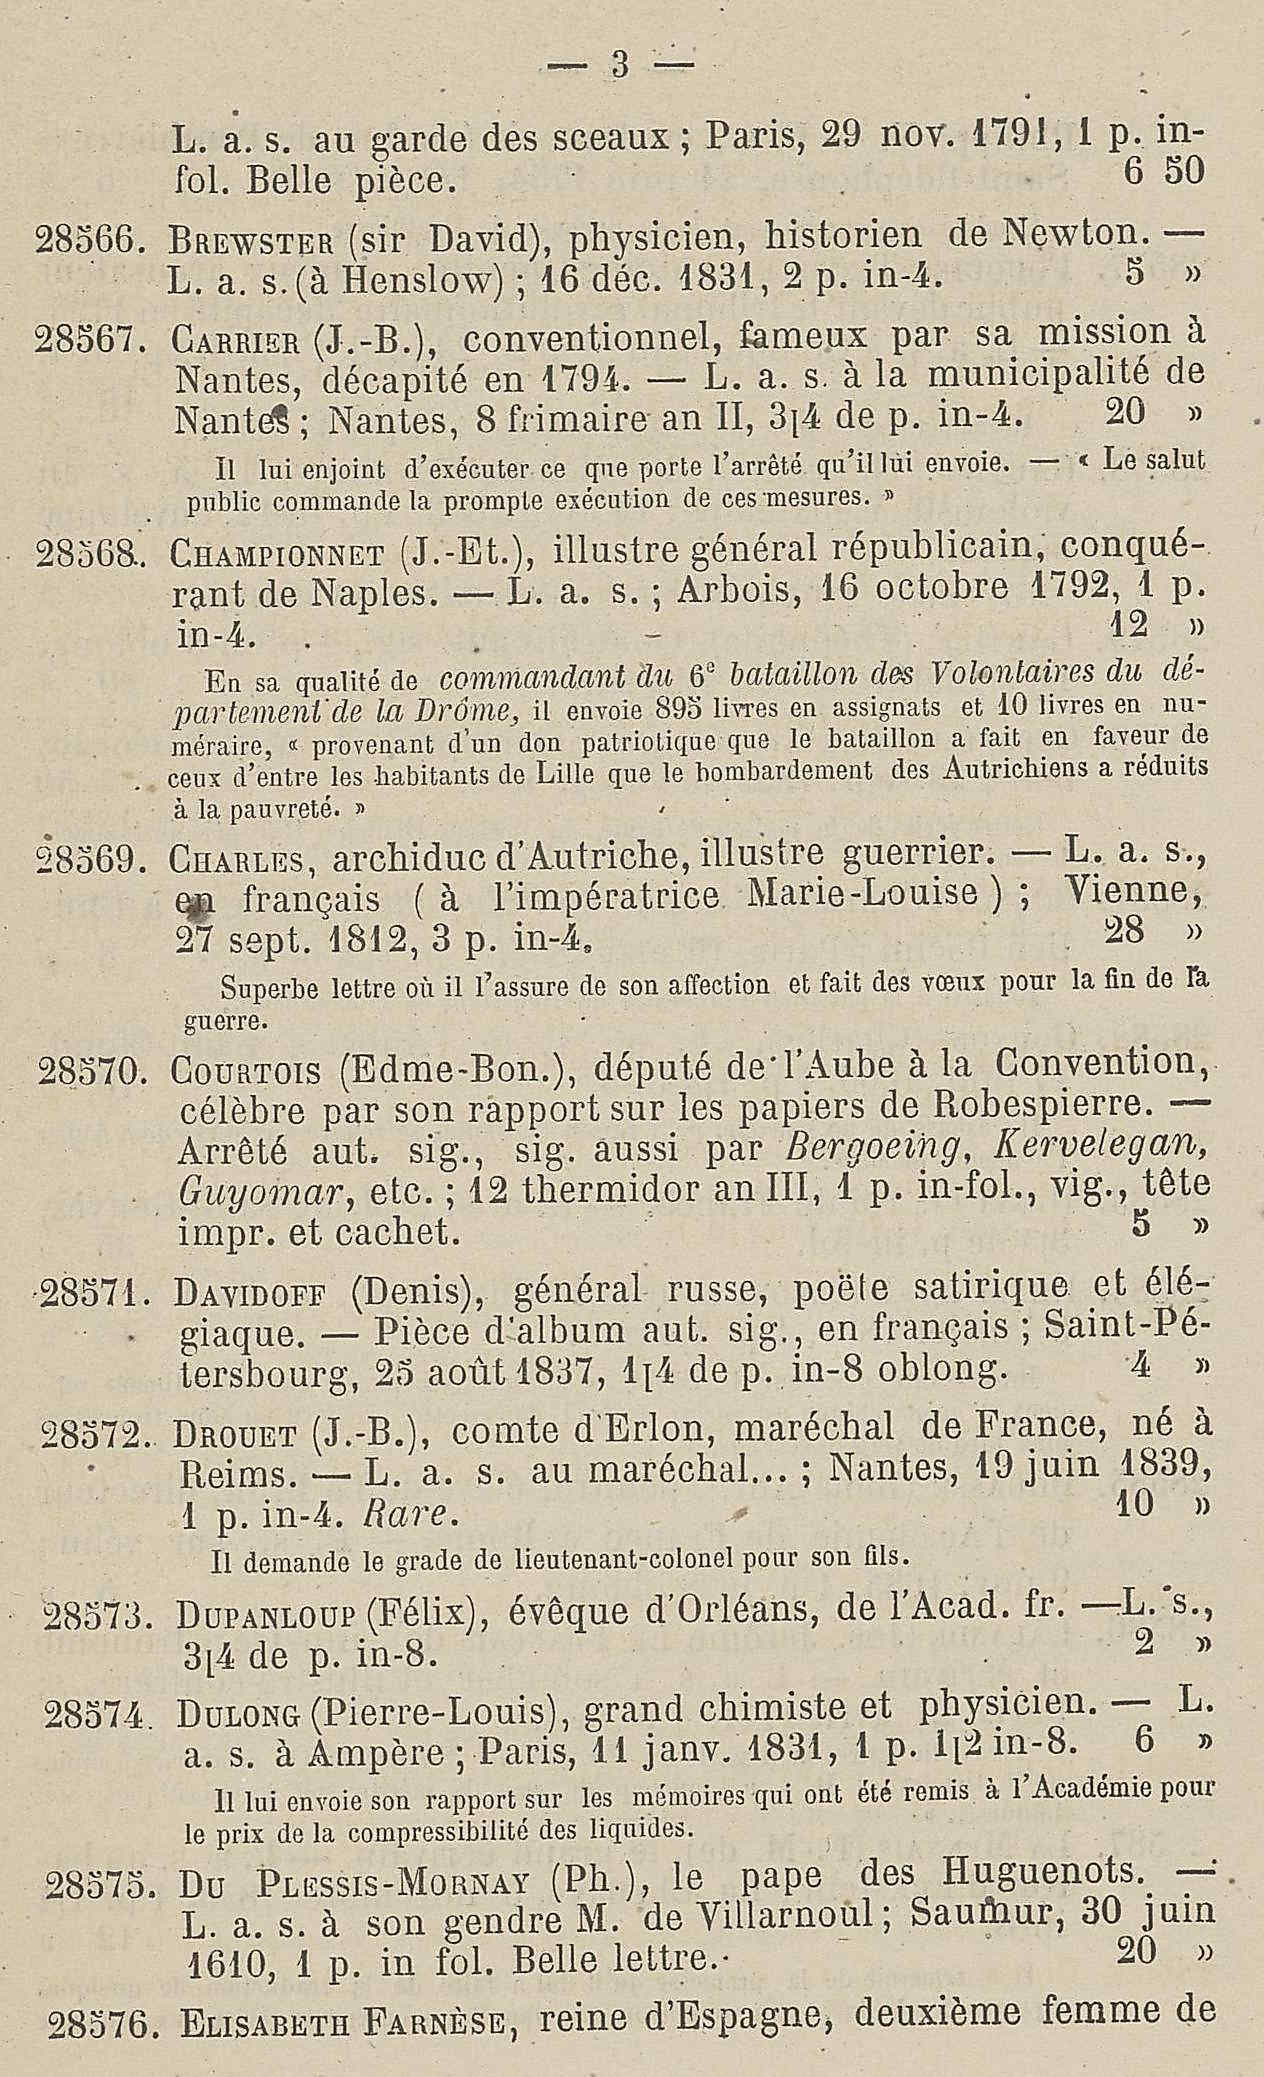 — 3 —
L. a. s. au garde des sceaux ; Paris, 29 nov. 1791, 1 p. in-
fol. Belle pièce. 6 50
28566. BREWSTER (sir David), physicien, historien de Newton. —
L. a. s. (à Henslow) ; 16 déc. 1831, 2 p. in-4. 5 »
28567. CARRIER (J.-B.), conventionnel, fameux par sa mission à
Nantes, décapité en 1794. — L. a. s. à la municipalité de
Nantes ; Nantes, 8 frimaire an II, 3|4 de p. in-4. 20 »
Il lui enjoint d'exécuter ce que porte l'arrêté qu'il lui envoie. — « Le salut
public commande la prompte exécution de ces mesures. »
28568. CHAMPIONNET (J.-Et.), illustre général républicain, conqué-
rant de Naples. — L. a. s. ; Arbois, 16 octobre 1792, 1 p.
in-4. 12 »
En sa qualité de commandant du 6e bataillon des Volontaires du dé-
partement de la Drôme, il envoie 895 livres en assignats et 10 livres en nu-
méraire, « provenant d'un don patriotique que le bataillon a fait en faveur de
ceux d'entre les habitants de Lille que le bombardement des Autrichiens a réduits
à la pauvreté. »
28569. CHARLES, archiduc d'Autriche, illustre guerrier. — L. a. s.,
en français ( à l'impératrice Marie-Louise ) ; Vienne,
27 sept. 1812, 3 p. in-4. 28 »
Superbe lettre où il l'assure de son affection et fait des vœux pour la fin de la
guerre.
28570. COURTOIS (Edme-Bon.), député de l'Aube à la Convention,
célèbre par son rapport sur les papiers de Robespierre. —
Arrêté aut. sig., sig. aussi par Bergoeing, Kervelegan,
Guyomar, etc. ; 12 thermidor an III, 1 p. in-fol., vig., tête
impr. et cachet. 5 »
28571. DAVIDOFF (Denis), général russe, poëte satirique et élé-
giaque. — Pièce d'album aut. sig., en français ; Saint-Pé-
tersbourg, 25 août 1837, 1|4 de p. in-8 oblong. 4 »
28572. DROUET (J.-B.), comte d'Erlon, maréchal de France, né à
Reims. — L. a. s. au maréchal... ; Nantes, 19 juin 1839,
1 p. in-4. Rare. 10 »
Il demande le grade de lieutenant-colonel pour son fils.
28573. DUPANLOUP (Félix), évêque d'Orléans, de l'Acad. fr. — L. s.,
3|4 de p. in-8. 2 »
28574. DULONG (Pierre-Louis), grand chimiste et physicien. — L.
a. s. à Ampère ; Paris, 11 janv. 1831, 1 p. 1|2 in-8. 6 »
Il lui envoie son rapport sur les mémoires qui ont été remis à l'Académie pour
le prix de la compressibilité des liquides.
28575. DU PLESSIS-MORNAY (Ph.), le pape des Huguenots. —
L. a. s. à son gendre M. de Villarnoul ; Saumur, 30 juin
1610, 1 p. in fol. Belle lettre. 20 »
28576. ELISABETH FARNÈSE, reine d'Espagne, deuxième femme de